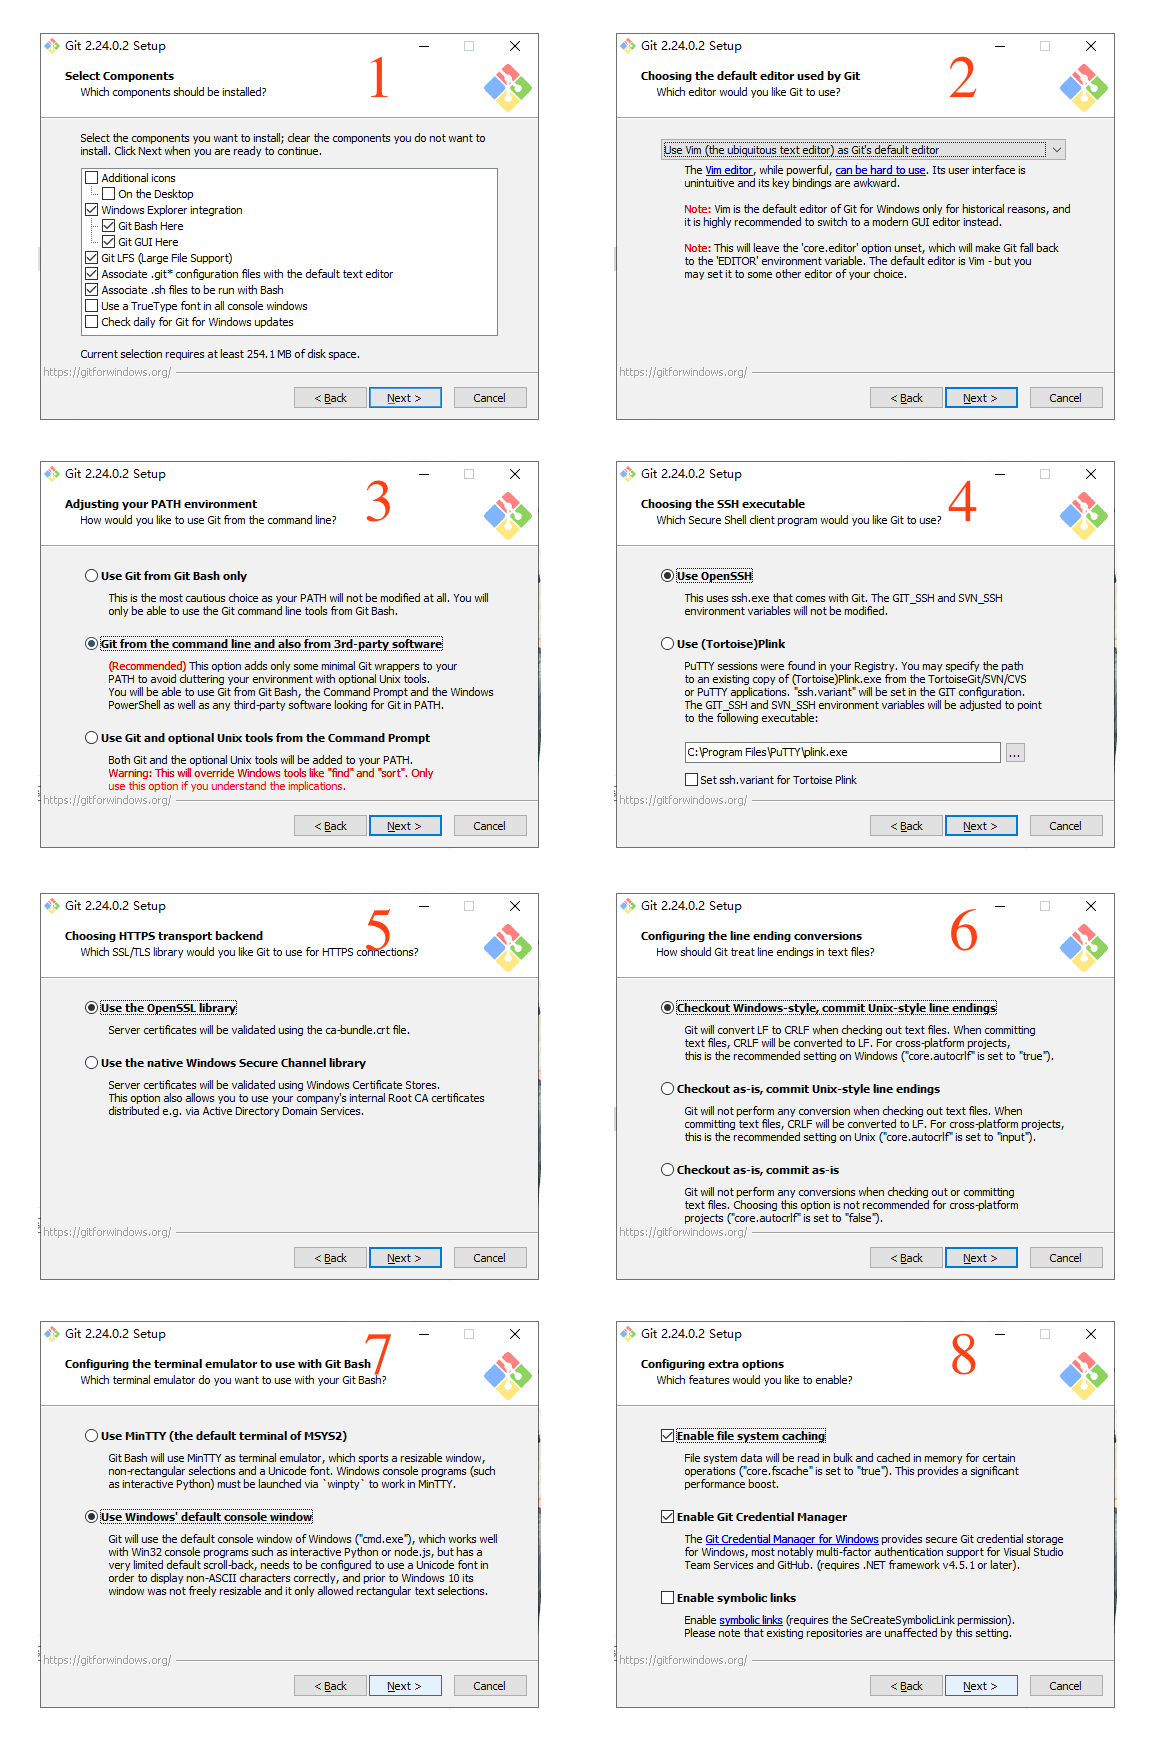 Git 2.24.0.2 Setup
1
Select Components
Which components should be installed?
Select the components you want to install; clear the components you do not want to
install. Click Next when you are ready to continue.
Additional icons
On the Desktop
Windows Explorer integration
Git Bash Here
Git GUI Here
Git LFS (Large File Support)
Associate .git* configuration files with the default text editor
Associate .sh files to be run with Bash
Use a TrueType font in all console windows
Check daily for Git for Windows updates
Current selection requires at least 254.1 MB of disk space.
https://gitforwindows.org/
< Back
Next >
Cancel
Git 2.24.0.2 Setup
2
Choosing the default editor used by Git
Which editor would you like Git to use?
Use Vim (the ubiquitous text editor) as Git's default editor
The Vim editor, while powerful, can be hard to use. Its user interface is
unintuitive and its key bindings are awkward.
Note: Vim is the default editor of Git for Windows only for historical reasons, and
it is highly recommended to switch to a modern GUI editor instead.
Note: This will leave the 'core.editor' option unset, which will make Git fall back
to the 'EDITOR' environment variable. The default editor is Vim - but you
may set it to some other editor of your choice.
https://gitforwindows.org/
< Back
Next >
Cancel
Git 2.24.0.2 Setup
3
Adjusting your PATH environment
How would you like to use Git from the command line?
Use Git from Git Bash only
This is the most cautious choice as your PATH will not be modified at all. You will
only be able to use the Git command line tools from Git Bash.
Git from the command line and also from 3rd-party software
(Recommended) This option adds only some minimal Git wrappers to your
PATH to avoid cluttering your environment with optional Unix tools.
You will be able to use Git from Git Bash, the Command Prompt and the Windows
PowerShell as well as any third-party software looking for Git in PATH.
Use Git and optional Unix tools from the Command Prompt
Both Git and the optional Unix tools will be added to your PATH.
Warning: This will override Windows tools like "find" and "sort". Only
use this option if you understand the implications.
https://gitforwindows.org/
< Back
Next >
Cancel
Git 2.24.0.2 Setup
4
Choosing the SSH executable
Which Secure Shell client program would you like Git to use?
Use OpenSSH
This uses ssh.exe that comes with Git. The GIT_SSH and SVN_SSH
environment variables will not be modified.
Use (Tortoise)Plink
PuTTY sessions were found in your Registry. You may specify the path
to an existing copy of (Tortoise)Plink.exe from the TortoiseGit/SVN/CVS
or PuTTY applications. "ssh.variant" will be set in the GIT configuration.
The GIT_SSH and SVN_SSH environment variables will be adjusted to point
to the following executable:
C:\Program Files\PuTTY\plink.exe
...
Set ssh.variant for Tortoise Plink
https://gitforwindows.org/
< Back
Next >
Cancel
Git 2.24.0.2 Setup
5
Choosing HTTPS transport backend
Which SSL/TLS library would you like Git to use for HTTPS connections?
Use the OpenSSL library
Server certificates will be validated using the ca-bundle.crt file.
Use the native Windows Secure Channel library
Server certificates will be validated using Windows Certificate Stores.
This option also allows you to use your company's internal Root CA certificates
distributed e.g. via Active Directory Domain Services.
https://gitforwindows.org/
< Back
Next >
Cancel
Git 2.24.0.2 Setup
6
Configuring the line ending conversions
How should Git treat line endings in text files?
Checkout Windows-style, commit Unix-style line endings
Git will convert LF to CRLF when checking out text files. When committing
text files, CRLF will be converted to LF. For cross-platform projects,
this is the recommended setting on Windows ("core.autocrlf" is set to "true").
Checkout as-is, commit Unix-style line endings
Git will not perform any conversion when checking out text files. When
committing text files, CRLF will be converted to LF. For cross-platform projects,
this is the recommended setting on Unix ("core.autocrlf" is set to "input").
Checkout as-is, commit as-is
Git will not perform any conversions when checking out or committing
text files. Choosing this option is not recommended for cross-platform
projects ("core.autocrlf" is set to "false").
https://gitforwindows.org/
< Back
Next >
Cancel
Git 2.24.0.2 Setup
7
Configuring the terminal emulator to use with Git Bash
Which terminal emulator do you want to use with your Git Bash?
Use MinTTY (the default terminal of MSYS2)
Git Bash will use MinTTY as terminal emulator, which sports a resizable window,
non-rectangular selections and a Unicode font. Windows console programs (such
as interactive Python) must be launched via `winpty` to work in MinTTY.
Use Windows' default console window
Git will use the default console window of Windows ("cmd.exe"), which works well
with Win32 console programs such as interactive Python or node.js, but has a
very limited default scroll-back, needs to be configured to use a Unicode font in
order to display non-ASCII characters correctly, and prior to Windows 10 its
window was not freely resizable and it only allowed rectangular text selections.
https://gitforwindows.org/
< Back
Next >
Cancel
Git 2.24.0.2 Setup
8
Configuring extra options
Which features would you like to enable?
Enable file system caching
File system data will be read in bulk and cached in memory for certain
operations ("core.fscache" is set to "true"). This provides a significant
performance boost.
Enable Git Credential Manager
The Git Credential Manager for Windows provides secure Git credential storage
for Windows, most notably multi-factor authentication support for Visual Studio
Team Services and GitHub. (requires .NET framework v4.5.1 or later).
Enable symbolic links
Enable symbolic links (requires the SeCreateSymbolicLink permission).
Please note that existing repositories are unaffected by this setting.
https://gitforwindows.org/
< Back
Next >
Cancel